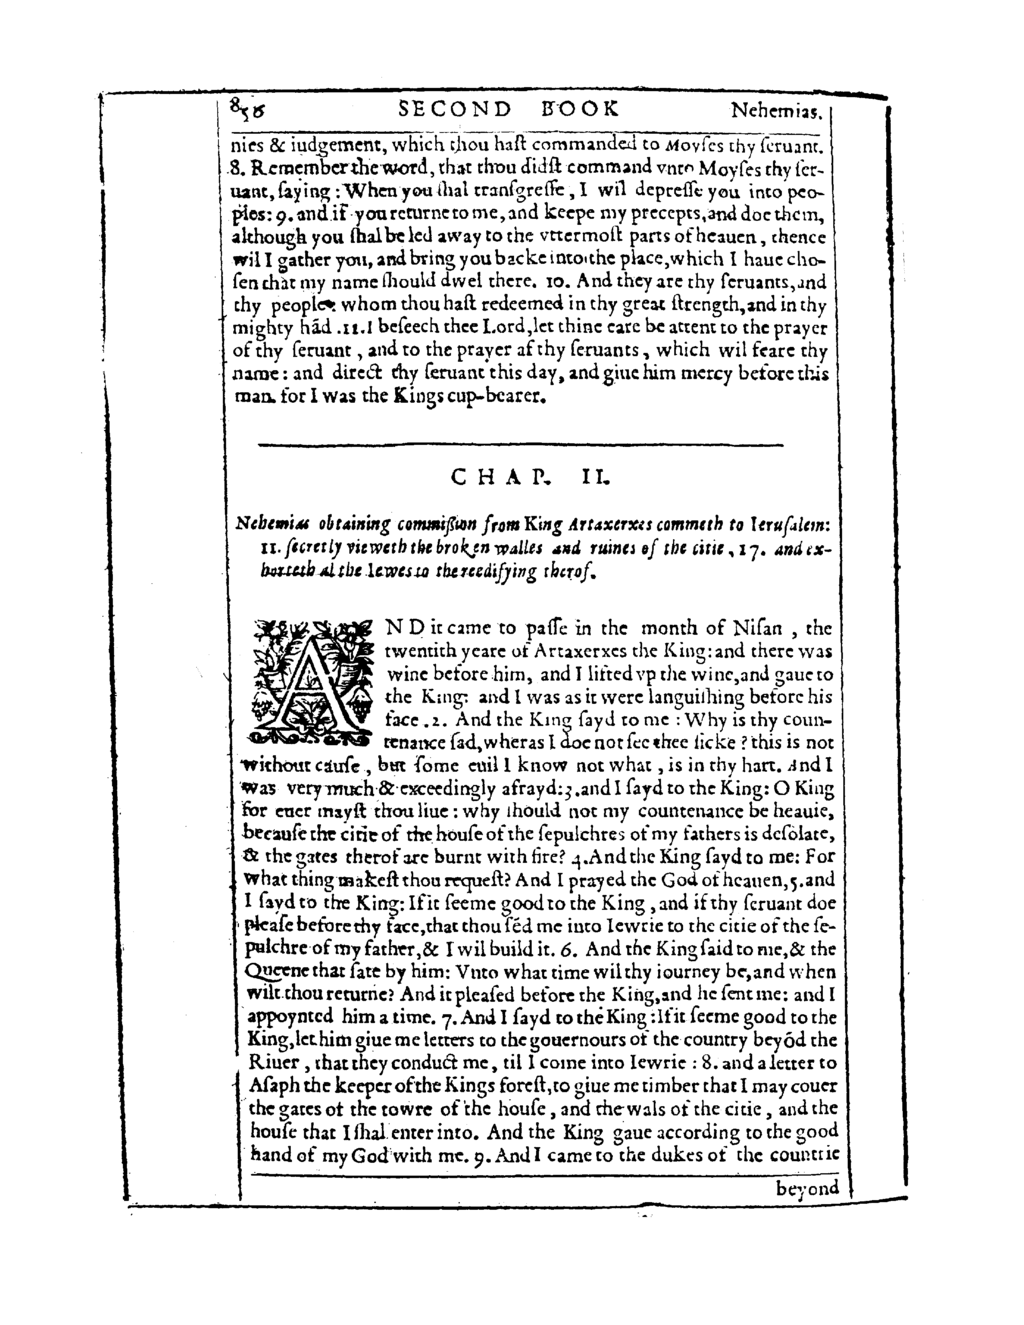 856 SECOND BOOK Nehemias.
nies & iudgement, which thou haſt commanded to Moyſes thy ſeruant.
8. Remember the word, that thou didſt command vnto Moyſes thy ſer-
uant, ſaying : When you ſhal tranſgreſſe, I wil depreſſe you into peo-
ples: 9. and if you returne to me, and keepe my precepts, and doe them,
although you ſhal be led away to the vttermoſt parts of heauen, thence
wil I gather you, and bring you backe into the place, which I haue cho-
ſen that my name ſhould dwel there. 10. And they are thy ſeruants, and
thy people: whom thou haſt redeemed in thy great ſtrength, and in thy
mighty hãd .11. I beſeech thee Lord, let thine eare be attent to the prayer
of thy ſeruant, and to the prayer af thy ſeruants, which wil feare thy
name: and direct thy ſeruant this day, and giue him mercy before this
man. for I was the Kings cup-bearer.
CHAP. II.
Nehemias obtaining commiſsion from King Artaxerxes commeth to Ieruſalem:
11. ſecretly vieweth the broken walles and ruines of the citie, 17. and ex-
horteth al the Iewes to the reedifying therof.
AND it came to paſſe in the month of Niſan , the
twentith yeare of Artaxerxes the King: and there was
wine before him, and I lifted vp the wine, and gaue to
the King: and I was as it were languiſhing before his
face .2. And the King ſayd to me : Why is thy coun-
tenance ſad, wheras I doe not ſee thee ſicke ? this is not
without cauſe , but ſome euil I know not what , is in thy hart. And I
was very much & exceedingly afrayd: 3. and I ſayd to the King: O King
for euer mayſt thou liue : why ſhould not my countenance be heauie,
becauſe the citie of the houſe of the ſepulchres of my fathers is deſolate,
& the gates therof are burnt with fire? 4. And the King ſayd to me: For
what thing makeſt thou requeſt? And I prayed the God of heauen, 5. and
I ſayd to the King: If it ſeeme good to the King , and if thy ſeruant doe
pleaſe before thy face, that thou ſẽd me into Iewrie to the citie of the ſe-
pulchre of my father, & I wil build it. 6. And the King ſaid to me, & the
Queene that ſate by him: Vnto what time wil thy iourney be, and when
wilt thou returne? And it pleaſed before the King, and he ſent me: and I
appoynted him a time. 7. And I ſayd to the King : If it ſeeme good to the
King, let him giue me letters to the gouernours of the country beyõd the
Riuer , that they conduct me, til I come into Iewrie : 8. and a letter to
Aſaph the keeper of the Kings foreſt, to giue me timber that I may couer
the gates of the towre of the houſe , and the wals of the citie , and the
houſe that I ſhal enter into. And the King gaue according to the good
hand of my God with me. 9. And I came to the dukes of the countrie
beyond